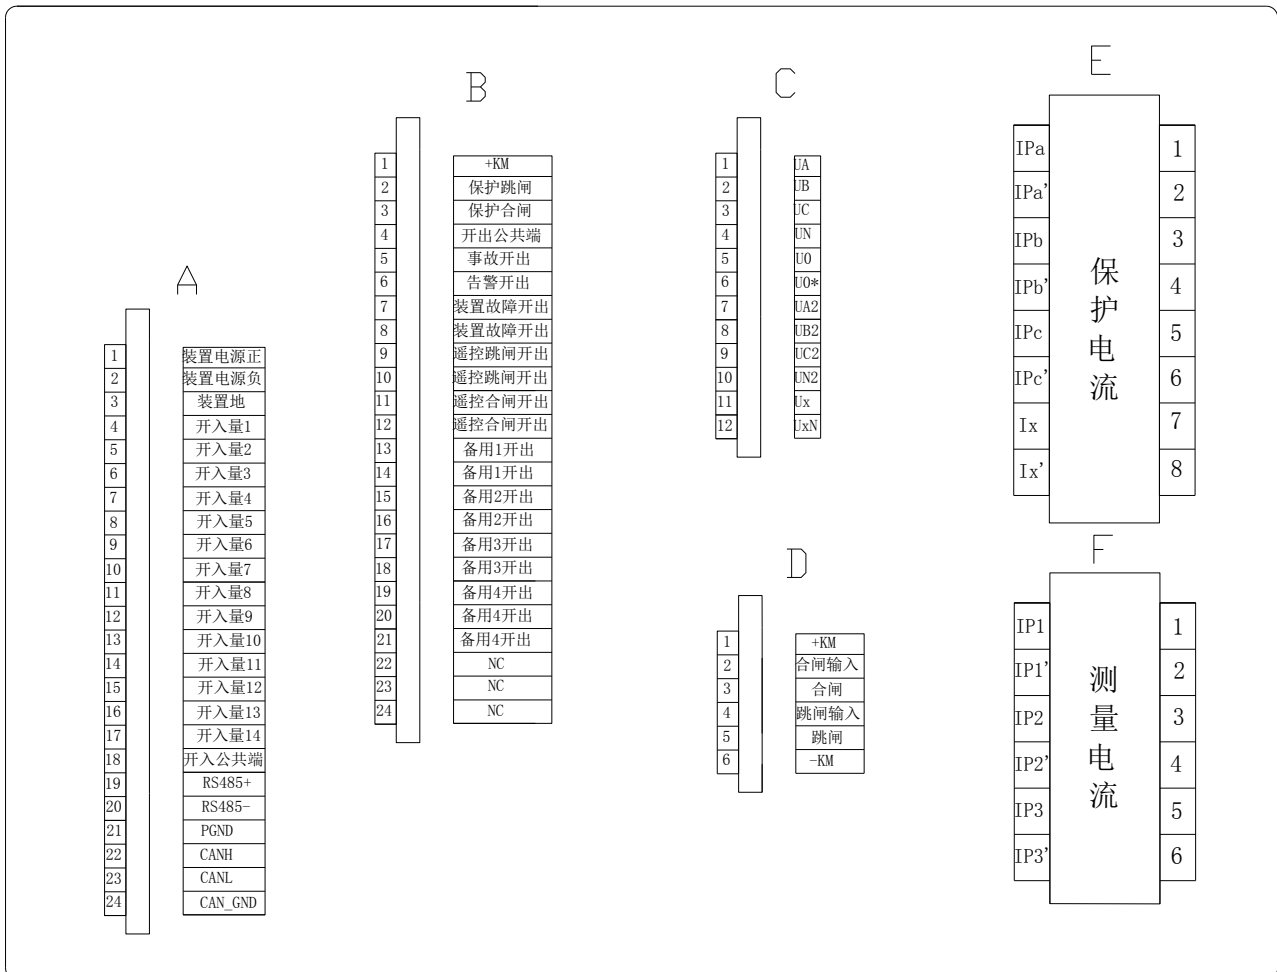 A
1 装置电源正
2 装置电源负
3 装置地
4 开入量1
5 开入量2
6 开入量3
7 开入量4
8 开入量5
9 开入量6
10 开入量7
11 开入量8
12 开入量9
13 开入量10
14 开入量11
15 开入量12
16 开入量13
17 开入量14
18 开入公共端
19 RS485+
20 RS485-
21 PGND
22 CANH
23 CANL
24 CAN_GND
B
1 +KM
2 保护跳闸
3 保护合闸
4 开出公共端
5 事故开出
6 告警开出
7 装置故障开出
8 装置故障开出
9 遥控跳闸开出
10 遥控跳闸开出
11 遥控合闸开出
12 遥控合闸开出
13 备用1开出
14 备用1开出
15 备用2开出
16 备用2开出
17 备用3开出
18 备用3开出
19 备用4开出
20 备用4开出
21 备用4开出
22 NC
23 NC
24 NC
C
1 UA
2 UB
3 UC
4 UN
5 U0
6 U0*
7 UA2
8 UB2
9 UC2
10 UN2
11 Ux
12 UxN
D
1 +KM
2 合闸输入
3 合闸
4 跳闸输入
5 跳闸
6 -KM
E
保护电流
IPa 1
IPa' 2
IPb 3
IPb' 4
IPc 5
IPc' 6
Ix 7
Ix' 8
F
测量电流
IP1 1
IP1' 2
IP2 3
IP2' 4
IP3 5
IP3' 6